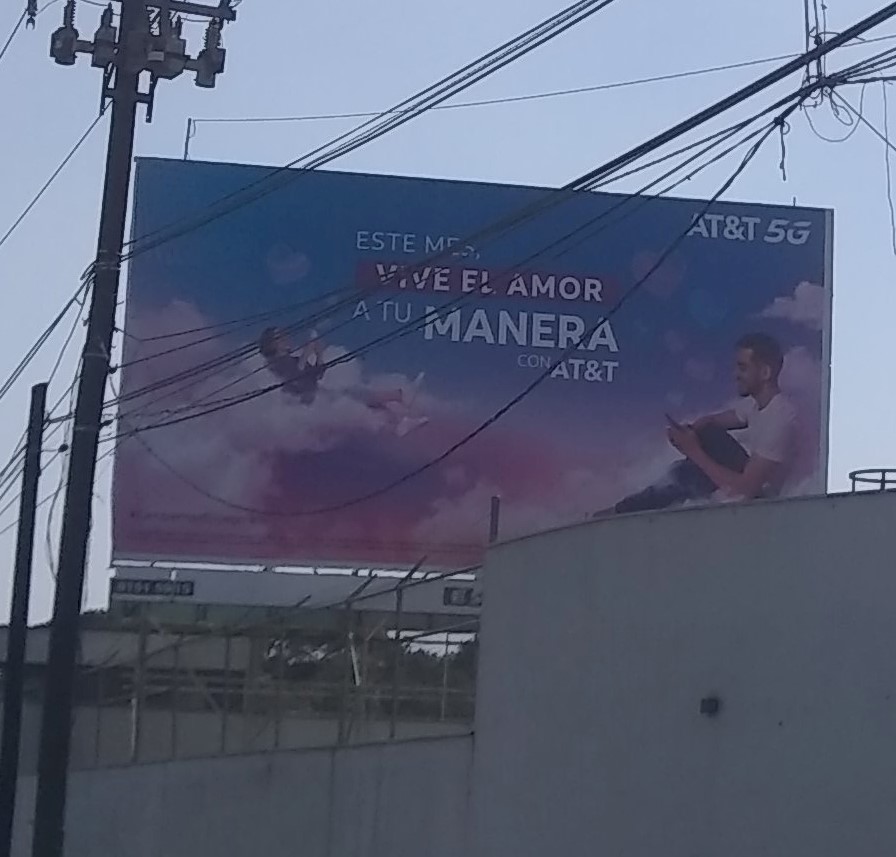 AT&T 5G
ESTE MES,
VIVE EL AMOR
A TU MANERA
CON AT&T